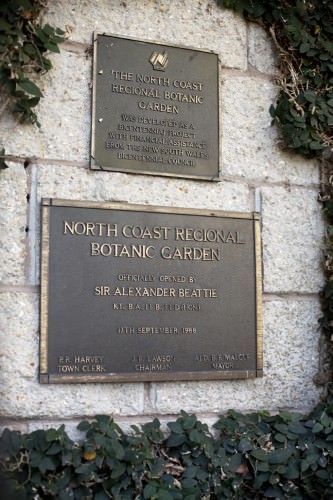 THE NORTH COAST
REGIONAL BOTANIC
GARDEN
WAS DEVELOPED AS A
BICENTENNIAL PROJECT
WITH FINANCIAL ASSISTANCE
FROM THE NEW SOUTH WALES
BICENTENNIAL COUNCIL
NORTH COAST REGIONAL
BOTANIC GARDEN
OFFICIALLY OPENED BY
SIR ALEXANDER BEATTIE
SEPTEMBER 1988
HARVEY J. LAWSON
TOWN CLERK CHAIRMAN MAYOR